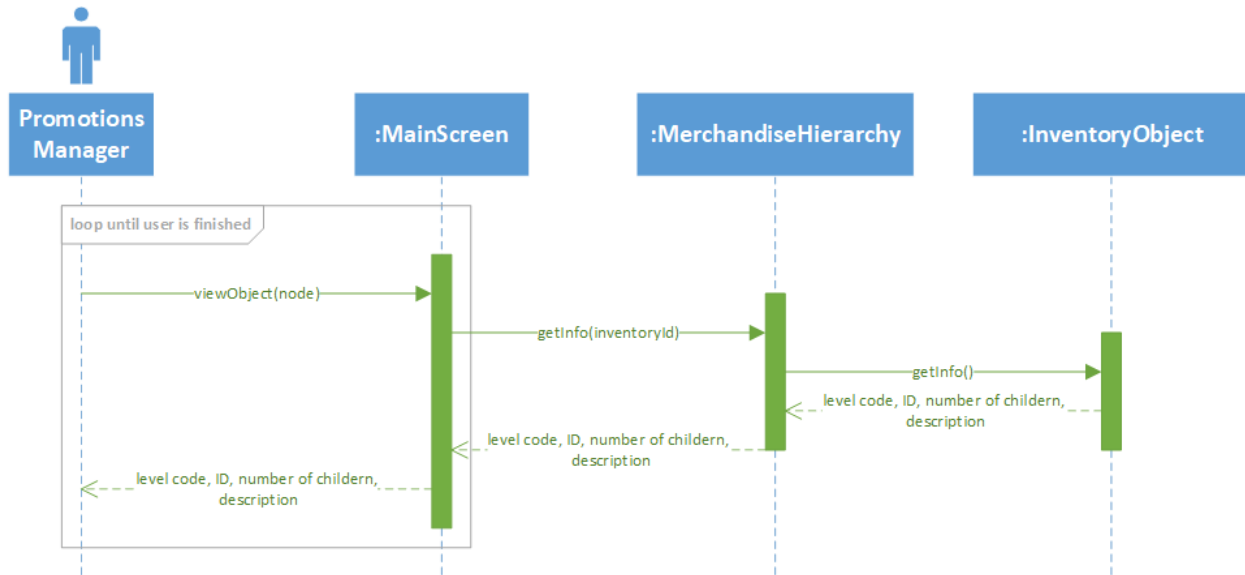 Promotions
Manager
:MainScreen
:MerchandiseHierarchy
:InventoryObject
loop until user is finished
viewObject(node)
getInfo(inventoryId)
getInfo()
level code, ID, number of childern,
description
level code, ID, number of childern,
description
level code, ID, number of childern,
description